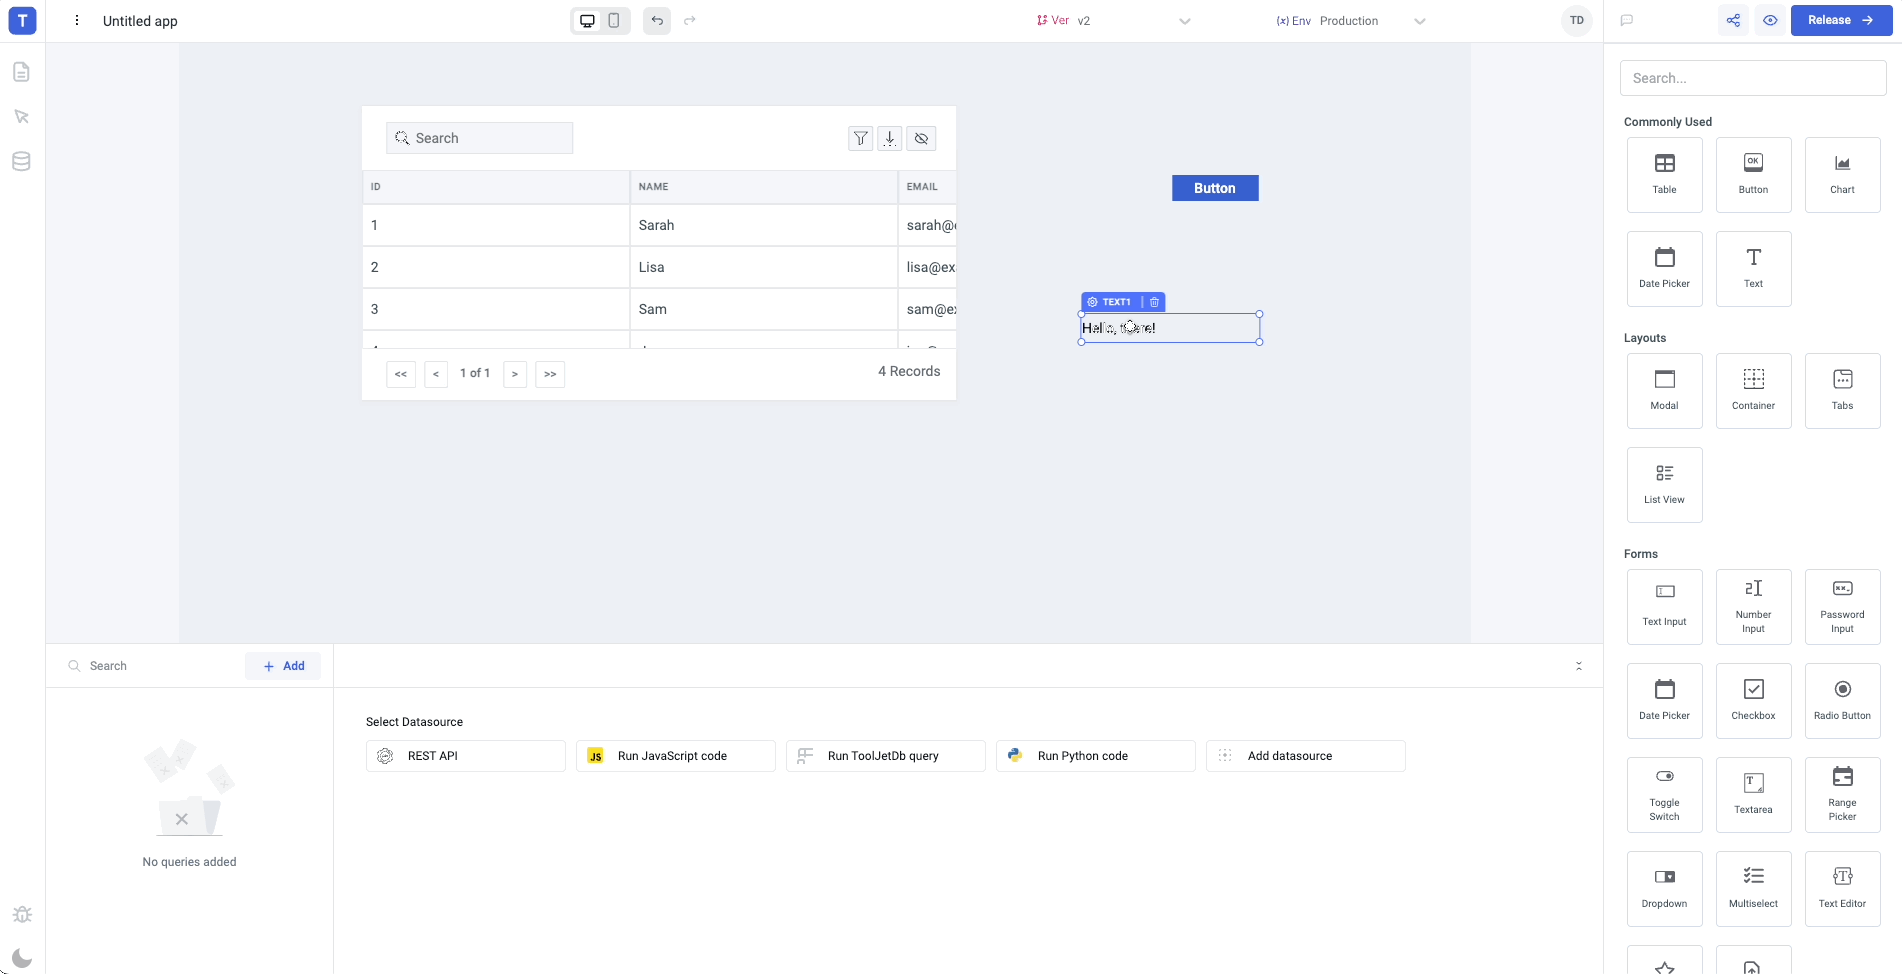 T
Untitled app
Ver v2
(x) Env Production
TD
Release
Search
ID NAME EMAIL
1 Sarah sarah@
2 Lisa lisa@ex
3 Sam sam@ex
<< < 1 of 1 > >>
4 Records
Button
TEXT1
Hello, there!
Search...
Commonly Used
Table
OK
Button
Chart
Date Picker
T
Text
Layouts
Modal
Container
Tabs
List View
Forms
Text Input
Number
Input
Password
Input
Date Picker
Checkbox
Radio Button
Toggle
Switch
T
Textarea
Range
Picker
Dropdown
Multiselect
T
Text Editor
Search
+ Add
No queries added
Select Datasource
REST API
JS
Run JavaScript code
Run ToolJetDb query
Run Python code
Add datasource